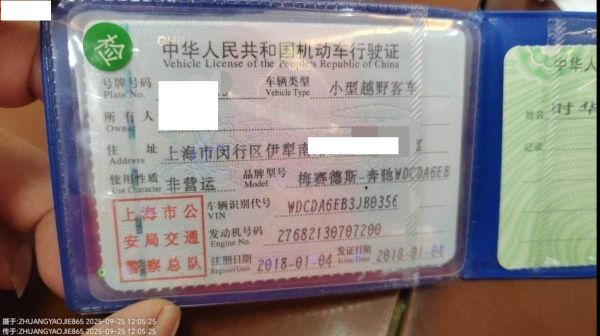 检
中华人民共和国机动车行驶证
Vehicle License of the People's Republic of China
号牌号码
Plate No.
车辆类型 小型越野客车
Vehicle Type
所有人
Owner
住址 上海市闵行区伊犁南
Address
使用性质 非营运 品牌型号 梅赛德斯-奔驰WDCDA6EB
Use Character Model
上海市公
安局交通
警察总队
车辆识别代号 WDCDA6EB3JB0356
VIN
发动机号码 27682130707200
Engine No.
注册日期 2018-01-04 发证日期 2018-01-04
Register Date Issue Date
中华人
姓名
记录
摄于:ZHUANGYAOJIE865 2025-09-25 12:05:25
传于:ZHUANGYAOJIE865 2025-09-25 12:05:25